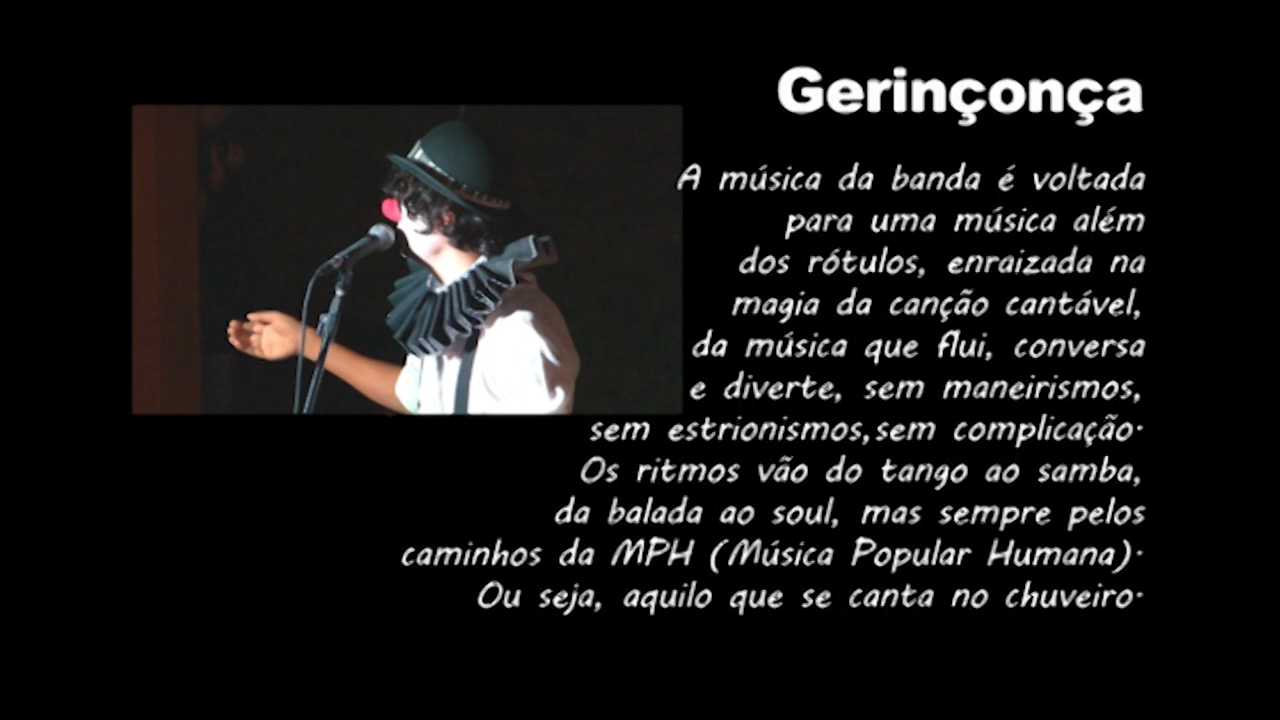 Gerinçonça
A música da banda é voltada
para uma música além
dos rótulos, enraizada na
magia da canção cantável,
da música que flui, conversa
e diverte, sem maneirismos,
sem estrionismos, sem complicação.
Os ritmos vão do tango ao samba,
da balada ao soul, mas sempre pelos
caminhos da MPH (Música Popular Humana).
Ou seja, aquilo que se canta no chuveiro.